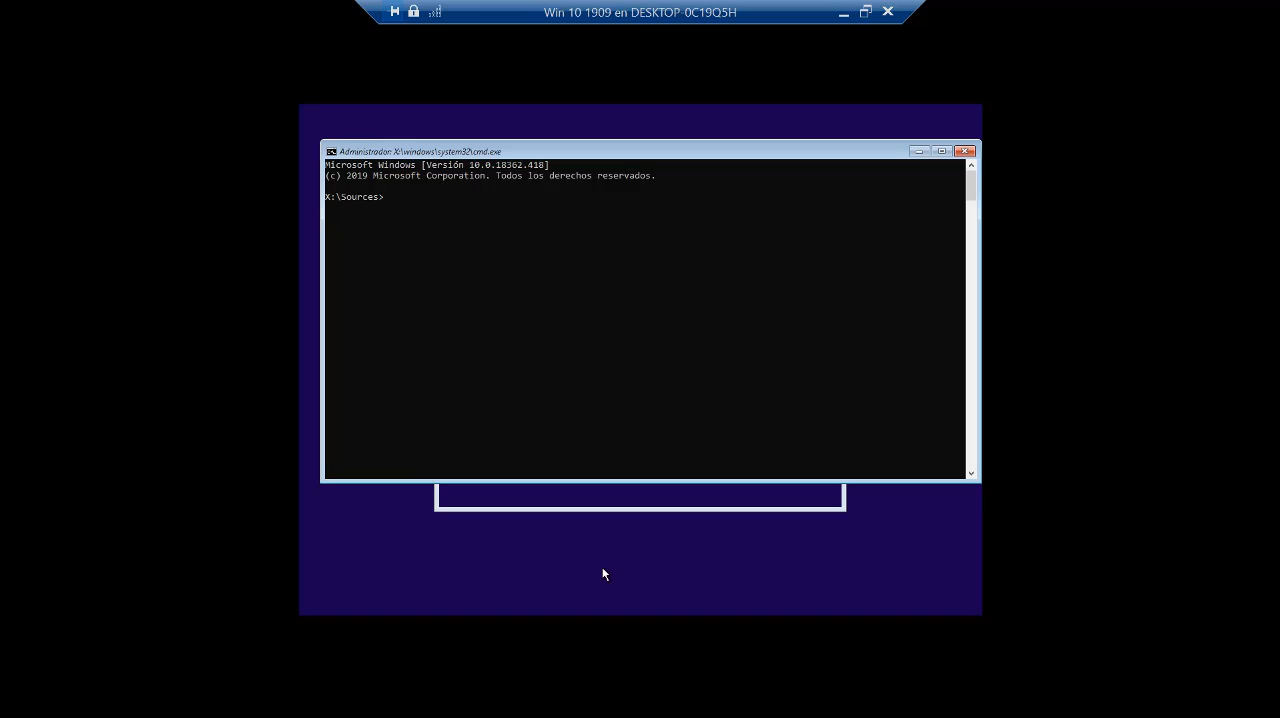 Win 10 1909 en DESKTOP-0C19Q5H
Administrador: X:\windows\system32\cmd.exe
Microsoft Windows [Versión 10.0.18362.418]
(c) 2019 Microsoft Corporation. Todos los derechos reservados.
X:\Sources>